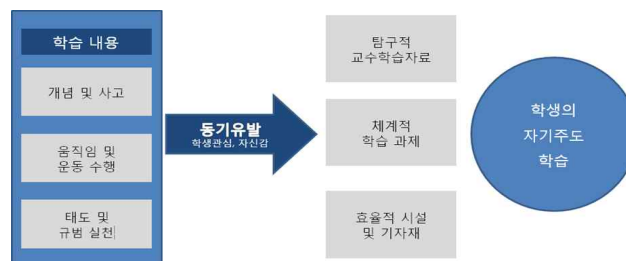 학습 내용
개념 및 사고
움직임 및
운동 수행
태도 및
규범 실천
동기유발
학생관심, 자신감
탐구적
교수학습자료
체계적
학습 과제
효율적 시설
및 기자재
학생의
자기주도
학습